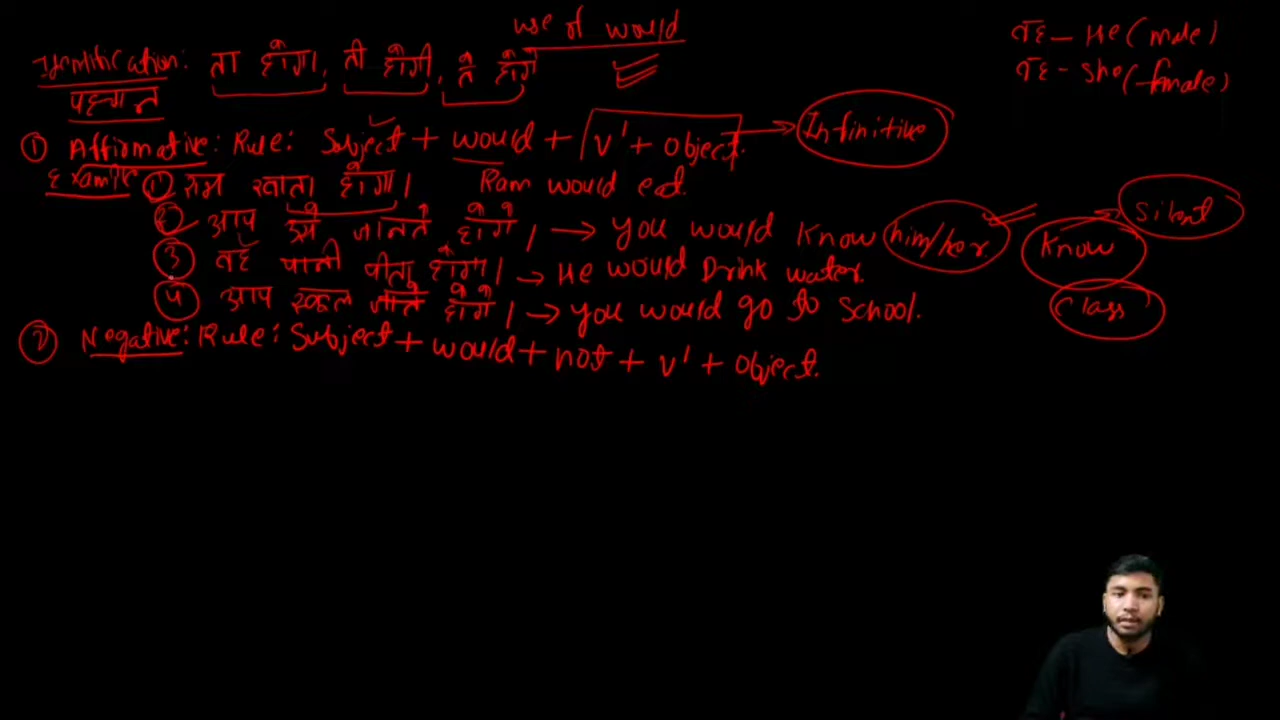 use of would
वह - He (male)
Identification: ता होगा, ती होगी, ते होंगे
वह - she (female)
पहचान
① Affirmative: Rule: Subject + would + v¹ + object. → Infinitive
Example ① राम खाता होगा। Ram would eat.
② आप उसे जानते होंगे। → you would know him/her. know → Silent
③ वह पानी पीता होगा। → He would Drink water.
④ आप स्कूल जाते होंगे। → you would go to school. class
② Negative: Rule: Subject + would + not + v¹ + object.